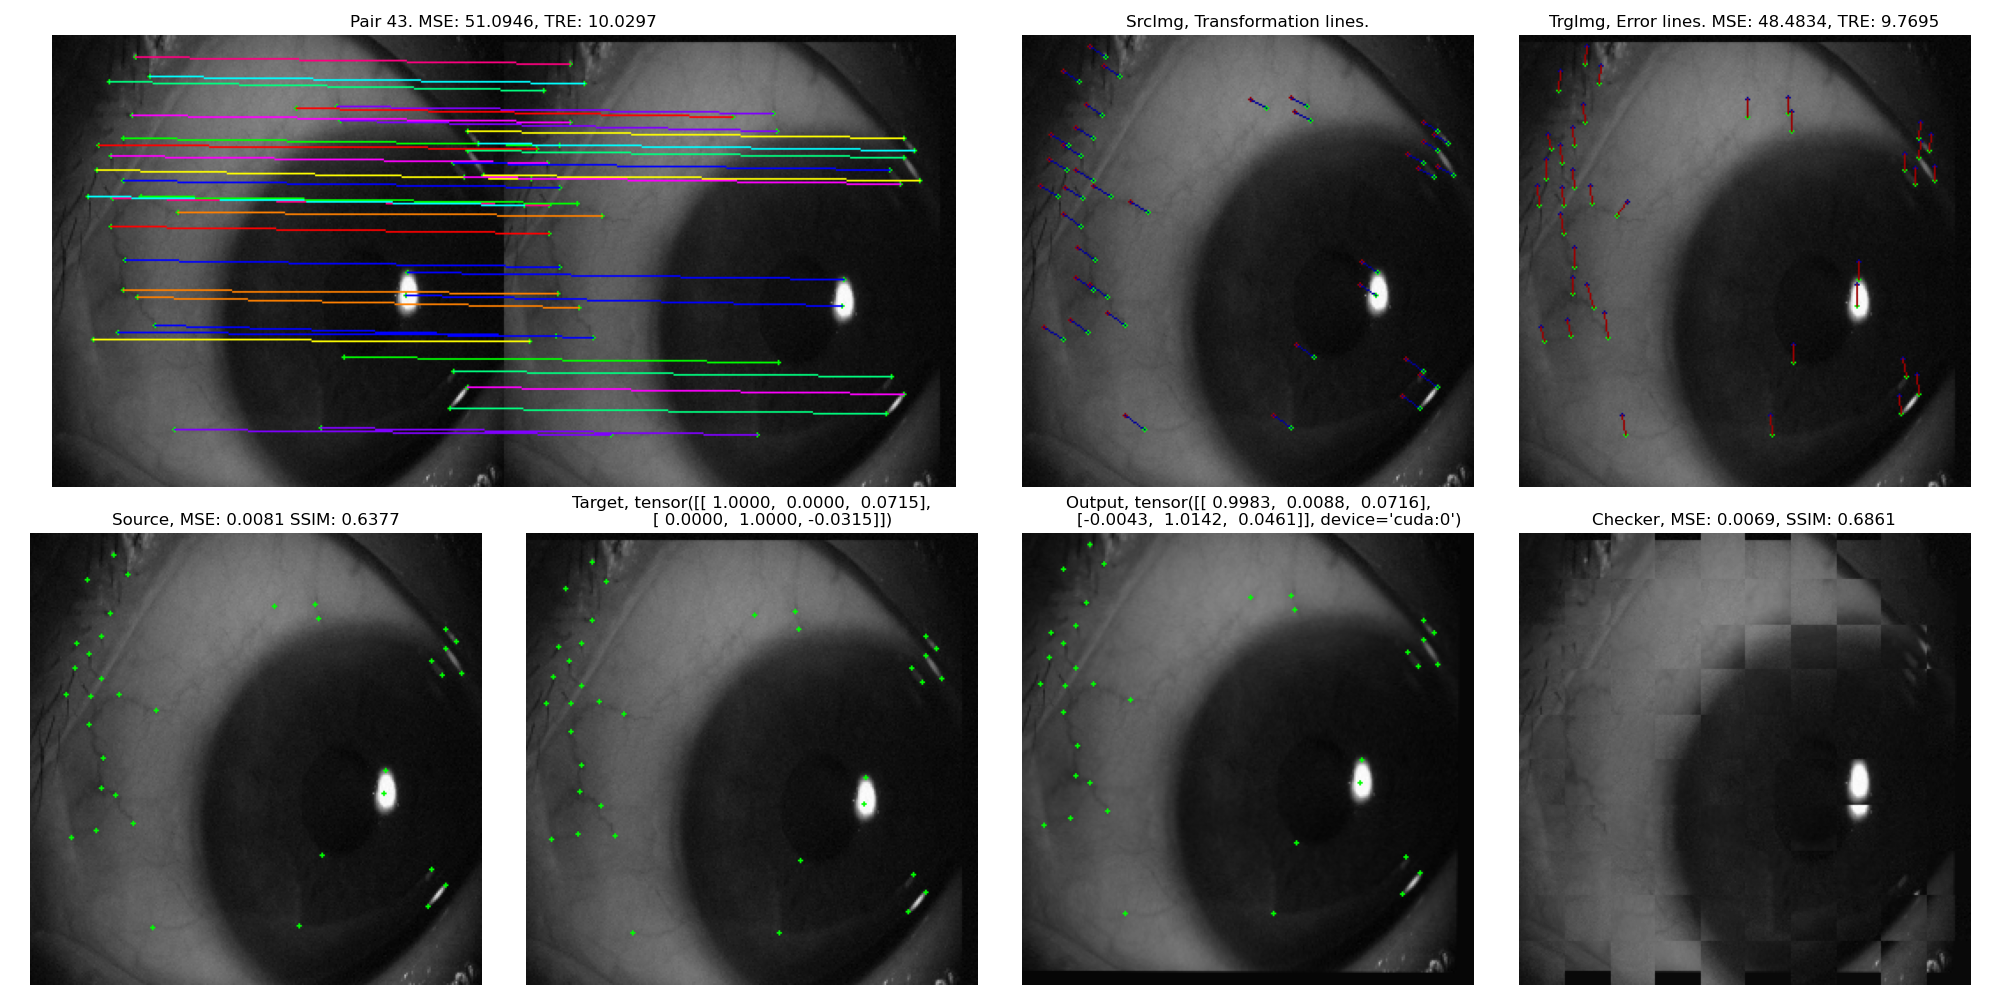 Pair 43. MSE: 51.0946, TRE: 10.0297
SrcImg, Transformation lines.
TrgImg, Error lines. MSE: 48.4834, TRE: 9.7695
Source, MSE: 0.0081 SSIM: 0.6377
Target, tensor([[ 1.0000, 0.0000, 0.0715],
[ 0.0000, 1.0000, -0.0315]])
Output, tensor([[ 0.9983, 0.0088, 0.0716],
[-0.0043, 1.0142, 0.0461]], device='cuda:0')
Checker, MSE: 0.0069, SSIM: 0.6861